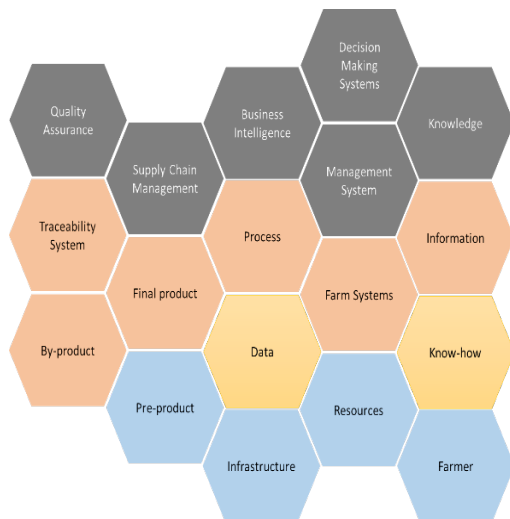 Decision
Making
Systems
Quality
Assurance
Business
Intelligence
Knowledge
Supply Chain
Management
Management
System
Traceability
System
Process
Information
Final product
Farm Systems
By-product
Data
Know-how
Pre-product
Resources
Infrastructure
Farmer